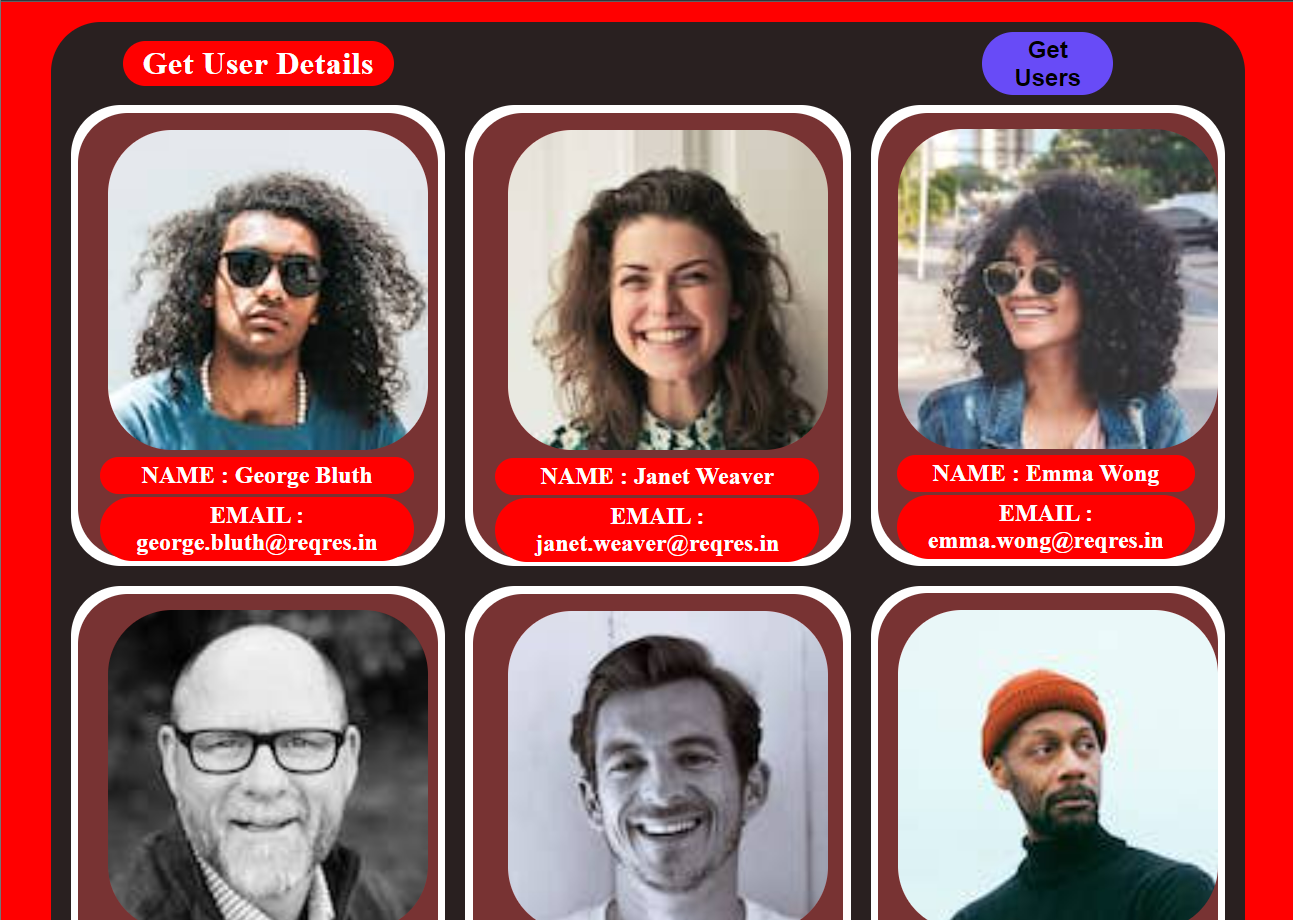 Get User Details
Get
Users
NAME : George Bluth
EMAIL :
george.bluth@reqres.in
NAME : Janet Weaver
EMAIL :
janet.weaver@reqres.in
NAME : Emma Wong
EMAIL :
emma.wong@reqres.in